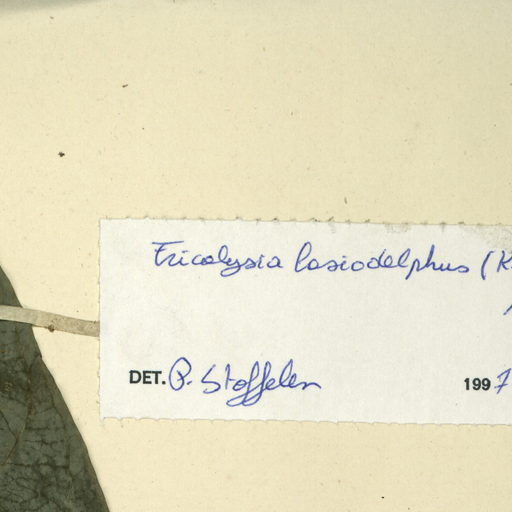 Tricalysia lasiodelphus (K.
DET. P. Stoffelen 1997